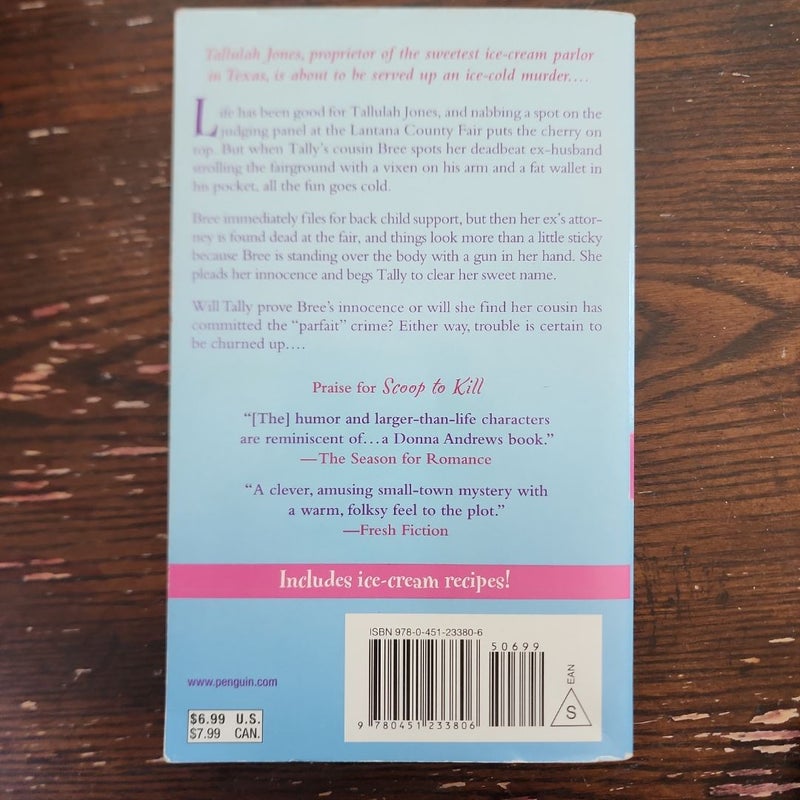 Tallulah Jones, proprietor of the sweetest ice-cream parlor
in Texas, is about to be served up an ice-cold murder....
Life has been good for Tallulah Jones, and nabbing a spot on the
judging panel at the Lantana County Fair puts the cherry on
top. But when Tally's cousin Bree spots her deadbeat ex-husband
strolling the fairground with a vixen on his arm and a fat wallet in
his pocket, all the fun goes cold.
Bree immediately files for back child support, but then her ex's attor-
ney is found dead at the fair, and things look more than a little sticky
because Bree is standing over the body with a gun in her hand. She
pleads her innocence and begs Tally to clear her sweet name.
Will Tally prove Bree's innocence or will she find her cousin has
committed the "parfait" crime? Either way, trouble is certain to
be churned up....
Praise for Scoop to Kill
"[The] humor and larger-than-life characters
are reminiscent of...a Donna Andrews book."
—The Season for Romance
"A clever, amusing small-town mystery with
a warm, folksy feel to the plot."
—Fresh Fiction
Includes ice-cream recipes!
ISBN 978-0-451-23380-6
50699
9 780451 233806
EAN
S
www.penguin.com
$6.99 U.S.
$7.99 CAN.